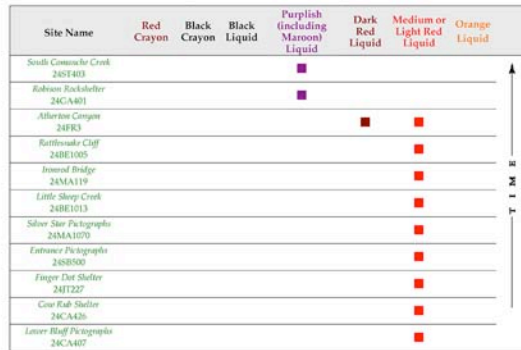 Site Name
Red
Crayon
Black
Crayon
Black
Liquid
Purplish
(including
Maroon)
Liquid
Dark
Red
Liquid
Medium or
Light Red
Liquid
Orange
Liquid
South Comanche Creek
24ST403
Robison Rockshelter
24GA401
Atherton Canyon
24FR3
Rattlesnake Cliff
24BE1005
Ironrod Bridge
24MA119
Little Sheep Creek
24BE1013
Silver Star Pictographs
24MA1070
Entrance Pictographs
24SB500
Finger Dot Shelter
24JT227
Cow Rub Shelter
24CA426
Lower Bluff Pictographs
24CA407
TIME